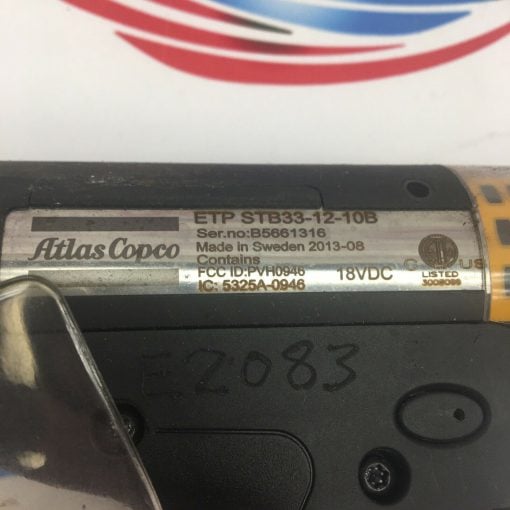 ETP STB33-12-10B
Ser.no:B5661316
Atlas Copco
Made in Sweden 2013-08
Contains
FCC ID:PVH0946
18VDC
IC: 5325A-0946
C US
LISTED
E2083